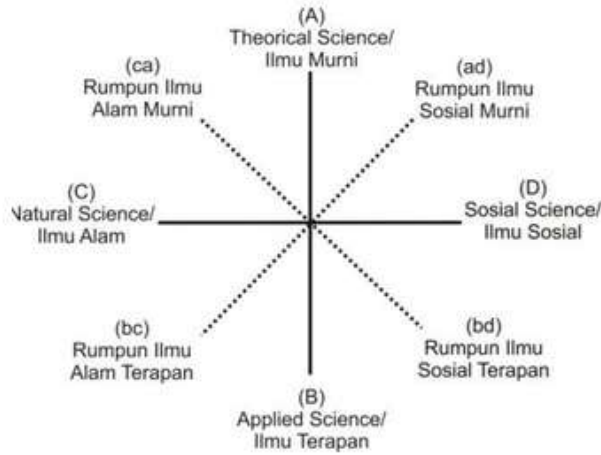 (A)
Theorical Science/
Ilmu Murni
(ca)
Rumpun Ilmu
Alam Murni
(ad)
Rumpun Ilmu
Sosial Murni
(C)
Natural Science/
Ilmu Alam
(D)
Sosial Science/
Ilmu Sosial
(bc)
Rumpun Ilmu
Alam Terapan
(bd)
Rumpun Ilmu
Sosial Terapan
(B)
Applied Science/
Ilmu Terapan